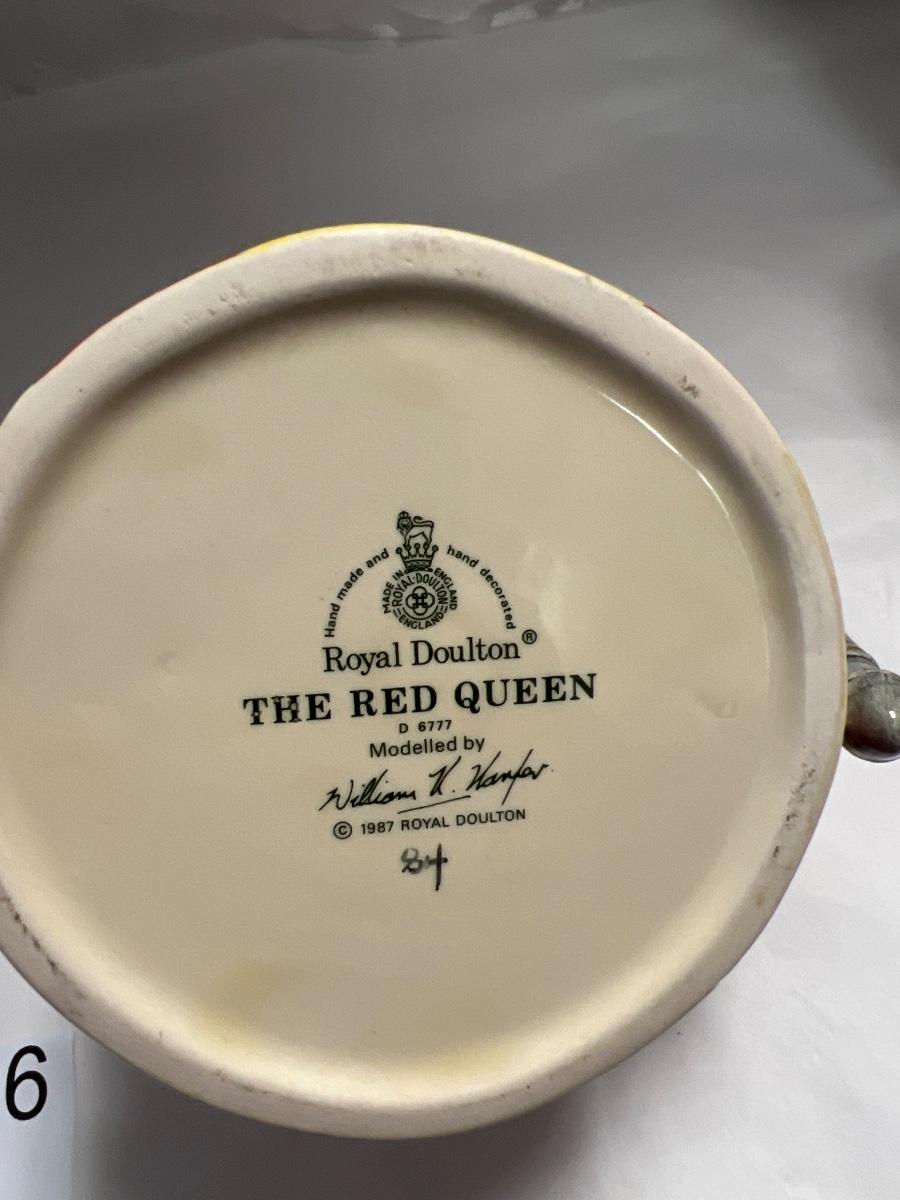 Hand made and hand decorated
MADE IN ENGLAND
ROYAL·DOULTON
ENGLAND
Royal Doulton®
THE RED QUEEN
D 6777
Modelled by
William K. Harper
© 1987 ROYAL DOULTON
84
6